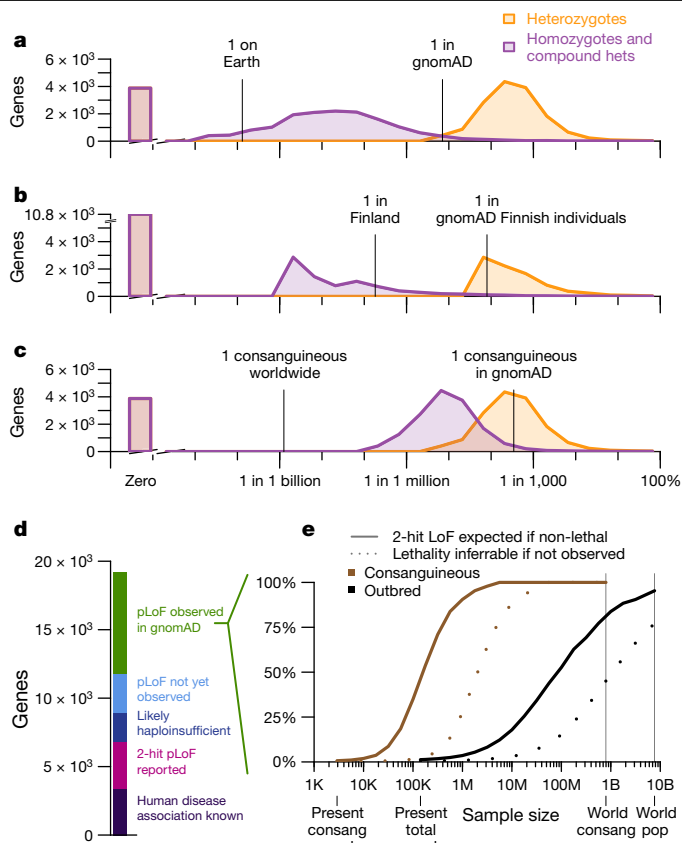 Heterozygotes
Homozygotes and
compound hets
a
1 on
Earth
1 in
gnomAD
Genes
6 × 10³
4 × 10³
2 × 10³
0
b
1 in
Finland
1 in
gnomAD Finnish individuals
Genes
10.8 × 10³
4 × 10³
2 × 10³
0
c
1 consanguineous
worldwide
1 consanguineous
in gnomAD
Genes
6 × 10³
4 × 10³
2 × 10³
0
Zero
1 in 1 billion
1 in 1 million
1 in 1,000
100%
d
Genes
20 × 10³
15 × 10³
10 × 10³
5 × 10³
0
pLoF observed
in gnomAD
pLoF not yet
observed
Likely
haploinsufficient
2-hit pLoF
reported
Human disease
association known
e
2-hit LoF expected if non-lethal
Lethality inferrable if not observed
Consanguineous
Outbred
100%
75%
50%
25%
0%
1K
10K
100K
1M
10M
100M
1B
10B
Present
consang
Present
total
Sample size
World
consang
World
pop